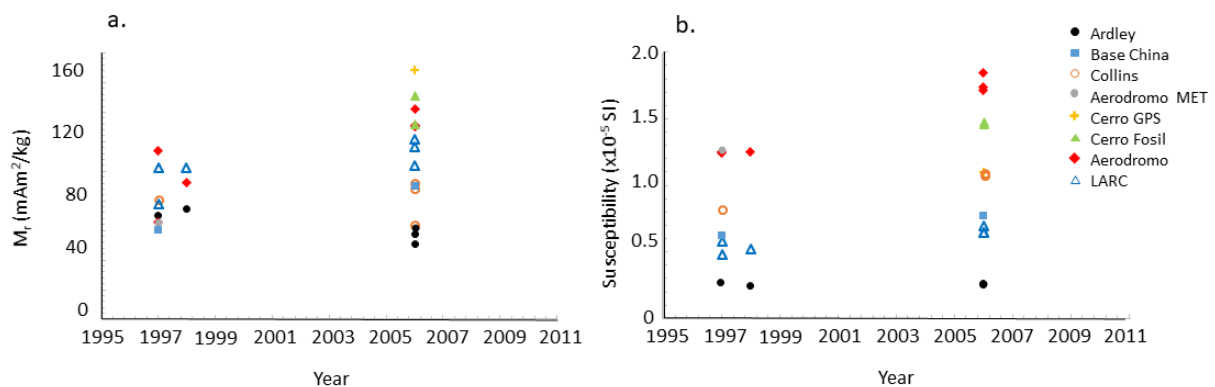 a.
160
120
80
40
0
Mr (mAm²/kg)
1995 1997 1999 2001 2003 2005 2007 2009 2011
Year
b.
2.0
1.5
1.0
0.5
0
Susceptibility (x10⁻⁵ SI)
1995 1997 1999 2001 2003 2005 2007 2009 2011
Year
Ardley
Base China
Collins
Aerodromo MET
Cerro GPS
Cerro Fosil
Aerodromo
LARC